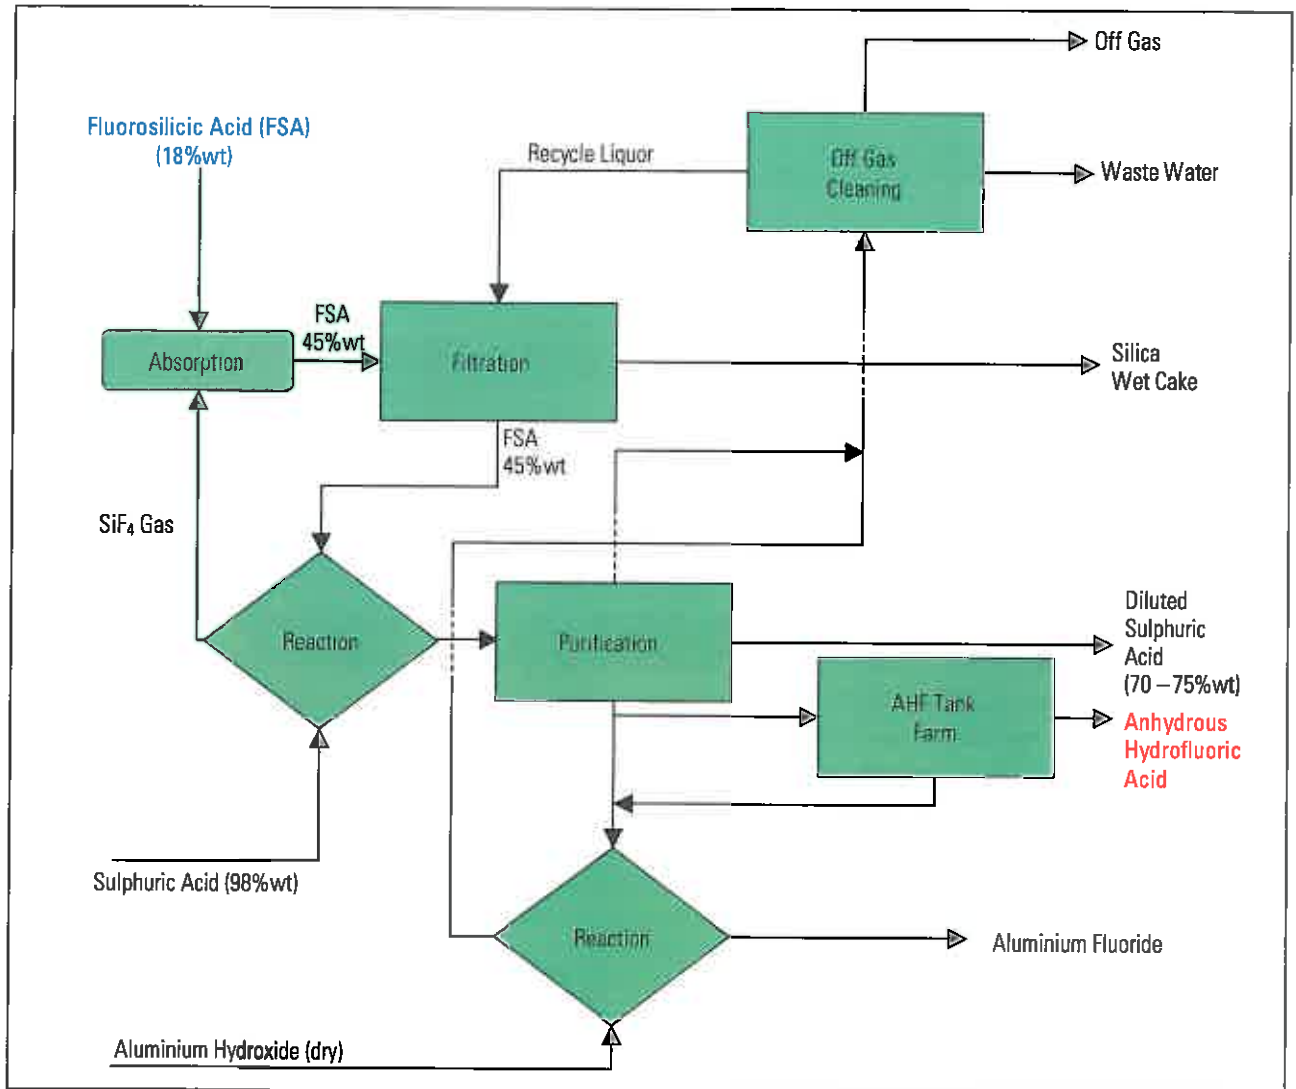 Off Gas
Fluorosilicic Acid (FSA)
(18%wt)
Recycle Liquor
Off Gas
Cleaning
Waste Water
FSA
45%wt
Absorption
Filtration
Silica
Wet Cake
FSA
45%wt
SiF₄ Gas
Reaction
Purification
Diluted
Sulphuric
Acid
(70 – 75%wt)
AHF Tank
Farm
Anhydrous
Hydrofluoric
Acid
Sulphuric Acid (98%wt)
Reaction
Aluminium Fluoride
Aluminium Hydroxide (dry)